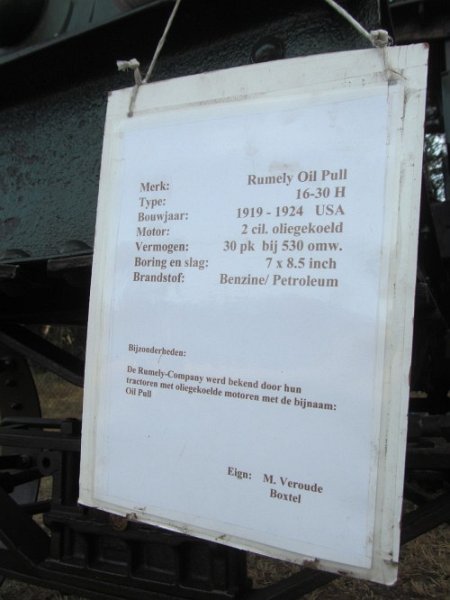 Merk: Rumely Oil Pull
Type: 16-30 H
Bouwjaar: 1919 - 1924 USA
Motor: 2 cil. oliegekoeld
Vermogen: 30 pk bij 530 omw.
Boring en slag: 7 x 8.5 inch
Brandstof: Benzine/ Petroleum
Bijzonderheden:
De Rumely-Company werd bekend door hun
tractoren met oliegekoelde motoren met de bijnaam:
Oil Pull
Eign: M. Veroude
Boxtel